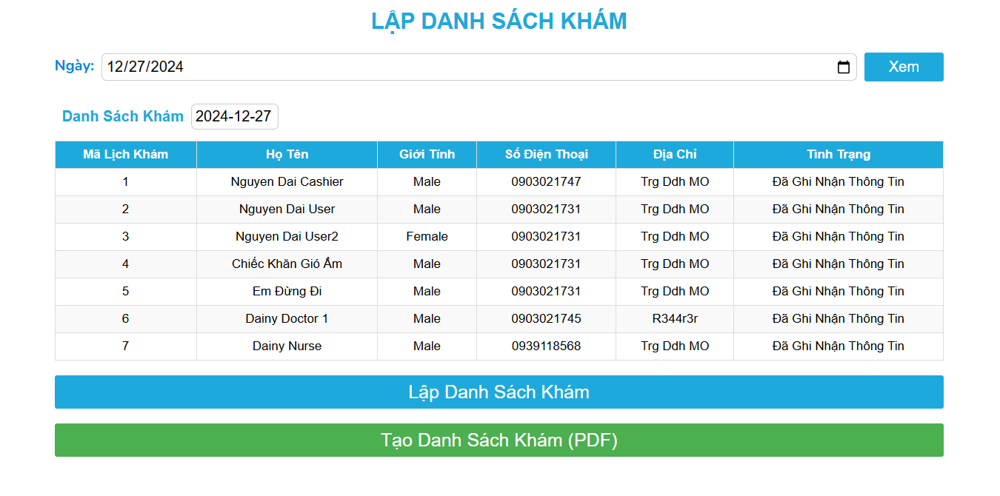 LẬP DANH SÁCH KHÁM
Ngày: 12/27/2024 Xem
Danh Sách Khám 2024-12-27
Mã Lịch Khám Họ Tên Giới Tính Số Điện Thoại Địa Chỉ Tình Trạng
1 Nguyen Dai Cashier Male 0903021747 Trg Ddh MO Đã Ghi Nhận Thông Tin
2 Nguyen Dai User Male 0903021731 Trg Ddh MO Đã Ghi Nhận Thông Tin
3 Nguyen Dai User2 Female 0903021731 Trg Ddh MO Đã Ghi Nhận Thông Tin
4 Chiếc Khăn Gió Ấm Male 0903021731 Trg Ddh MO Đã Ghi Nhận Thông Tin
5 Em Đừng Đi Male 0903021731 Trg Ddh MO Đã Ghi Nhận Thông Tin
6 Dainy Doctor 1 Male 0903021745 R344r3r Đã Ghi Nhận Thông Tin
7 Dainy Nurse Male 0939118568 Trg Ddh MO Đã Ghi Nhận Thông Tin
Lập Danh Sách Khám
Tạo Danh Sách Khám (PDF)